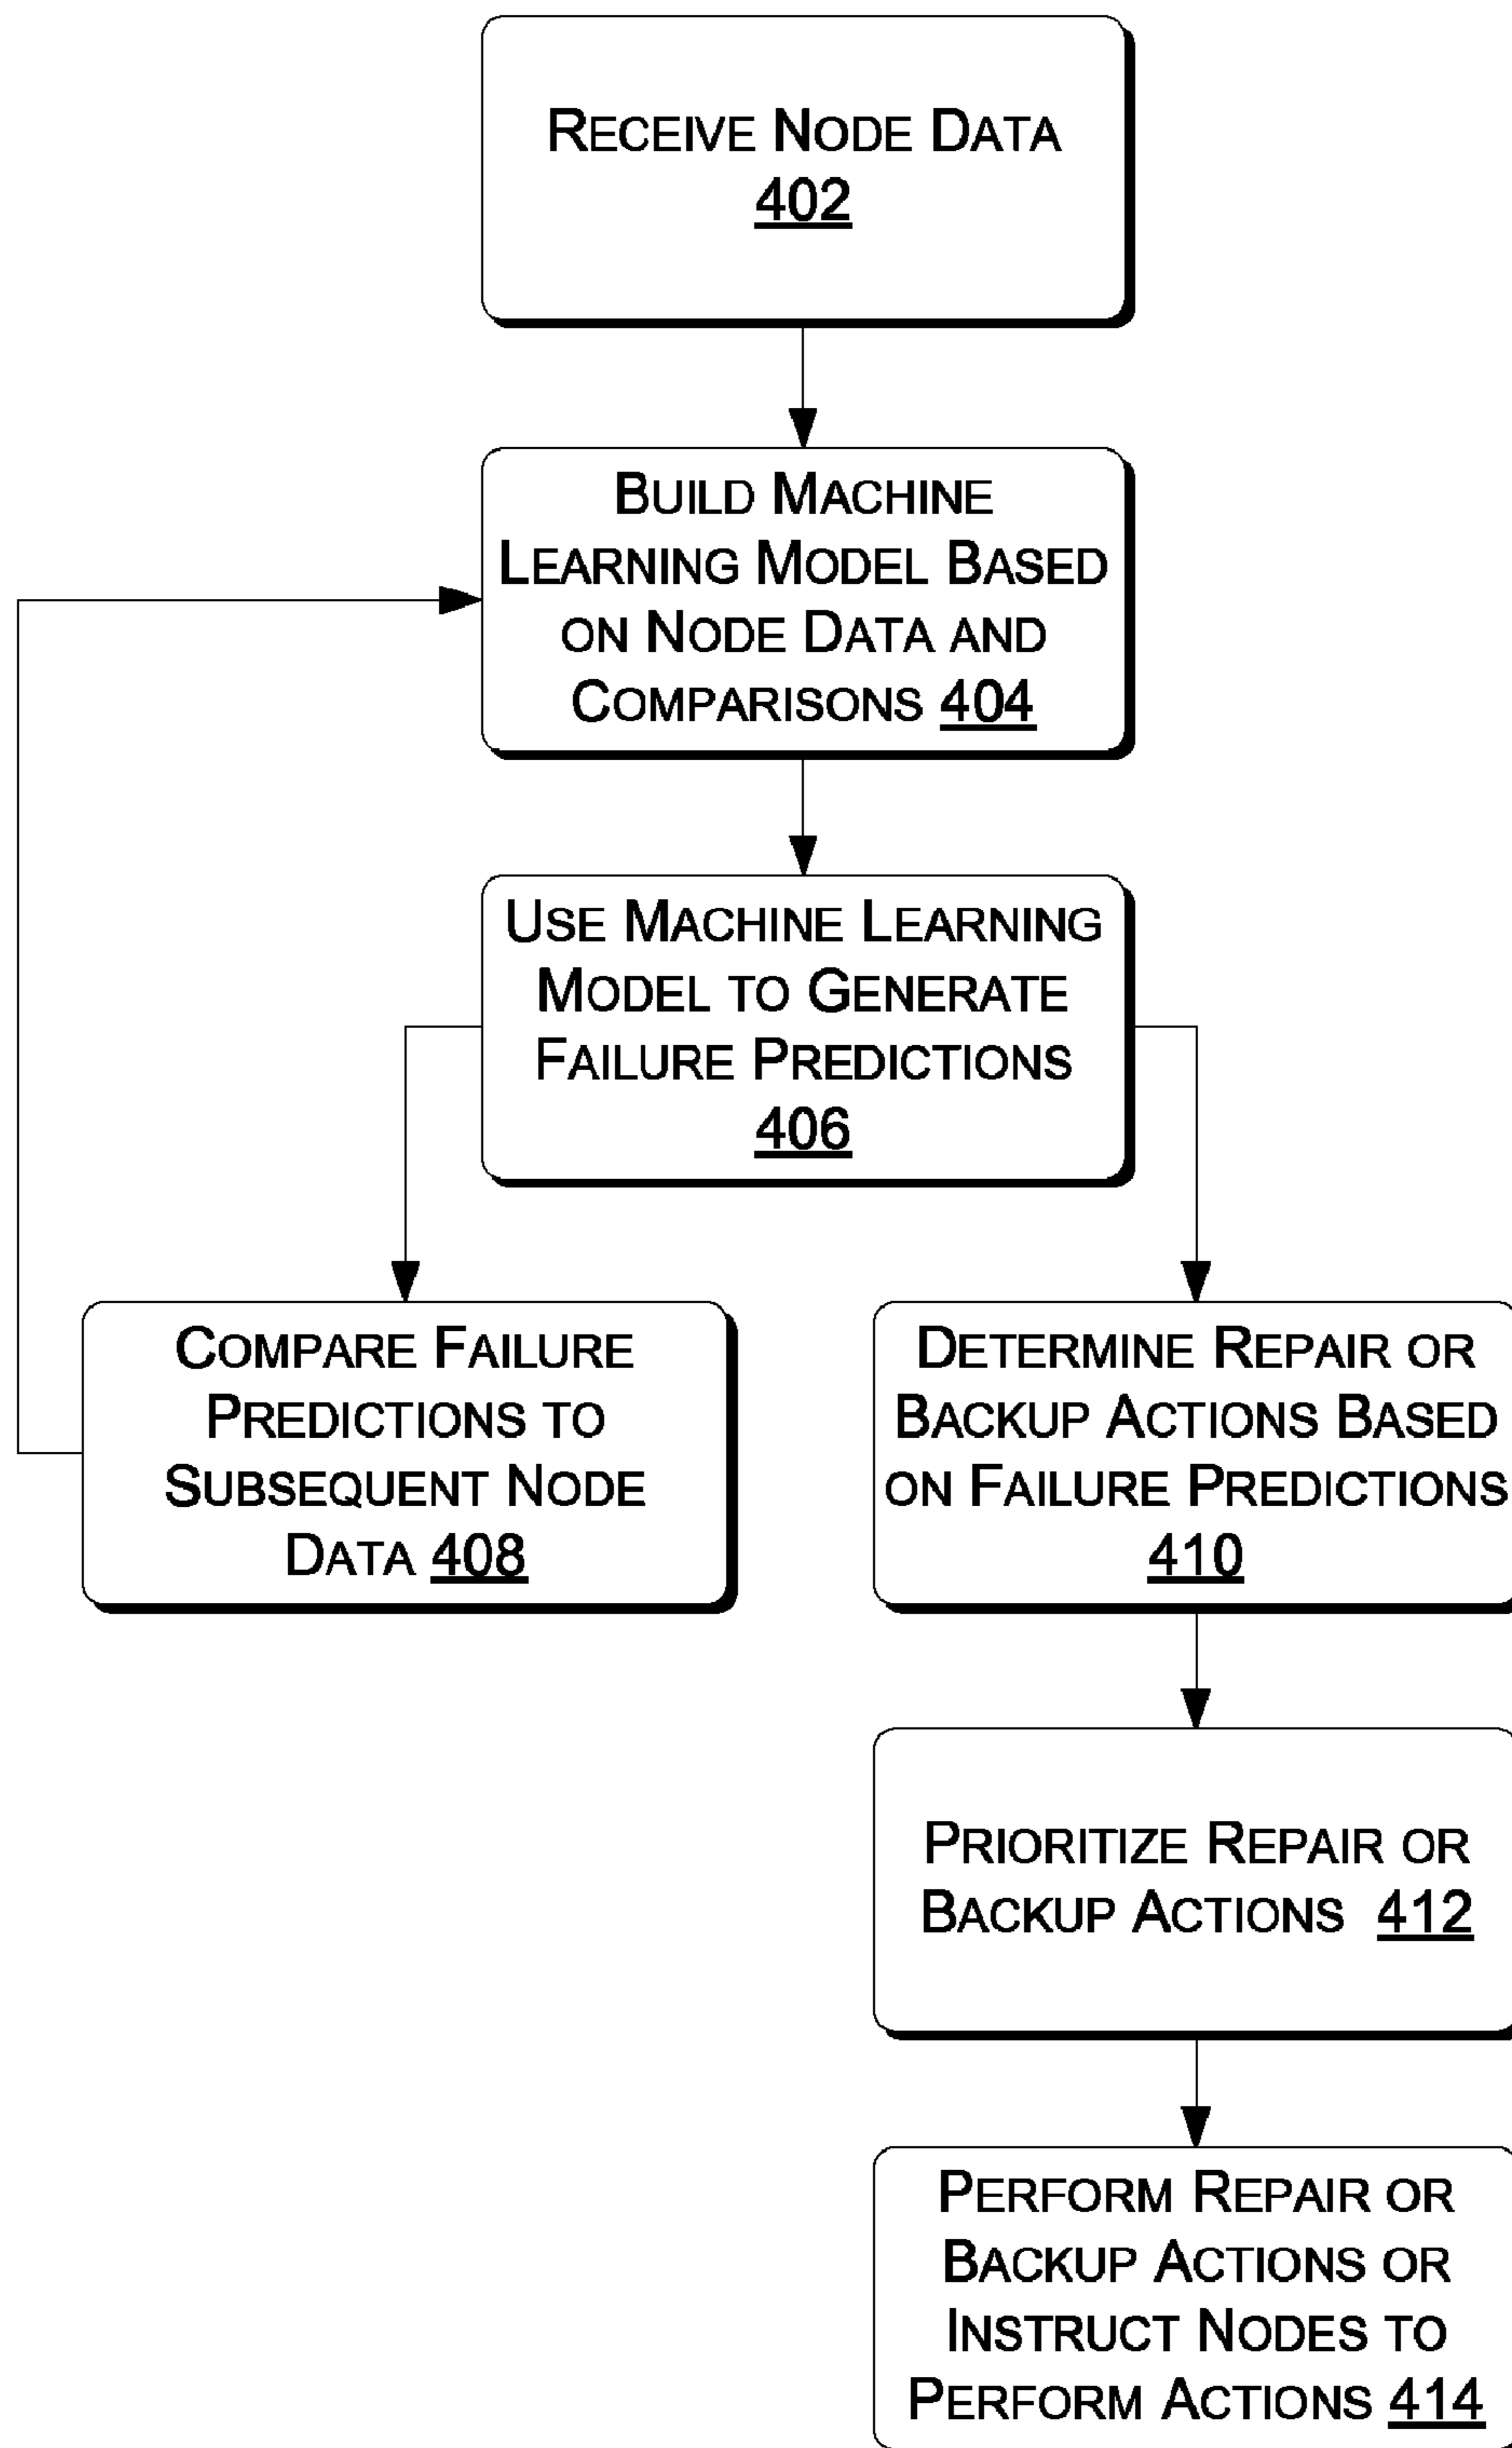 RECEIVE NODE DATA
402
BUILD MACHINE
LEARNING MODEL BASED
ON NODE DATA AND
COMPARISONS 404
USE MACHINE LEARNING
MODEL TO GENERATE
FAILURE PREDICTIONS
406
COMPARE FAILURE
PREDICTIONS TO
SUBSEQUENT NODE
DATA 408
DETERMINE REPAIR OR
BACKUP ACTIONS BASED
ON FAILURE PREDICTIONS
410
PRIORITIZE REPAIR OR
BACKUP ACTIONS 412
PERFORM REPAIR OR
BACKUP ACTIONS OR
INSTRUCT NODES TO
PERFORM ACTIONS 414